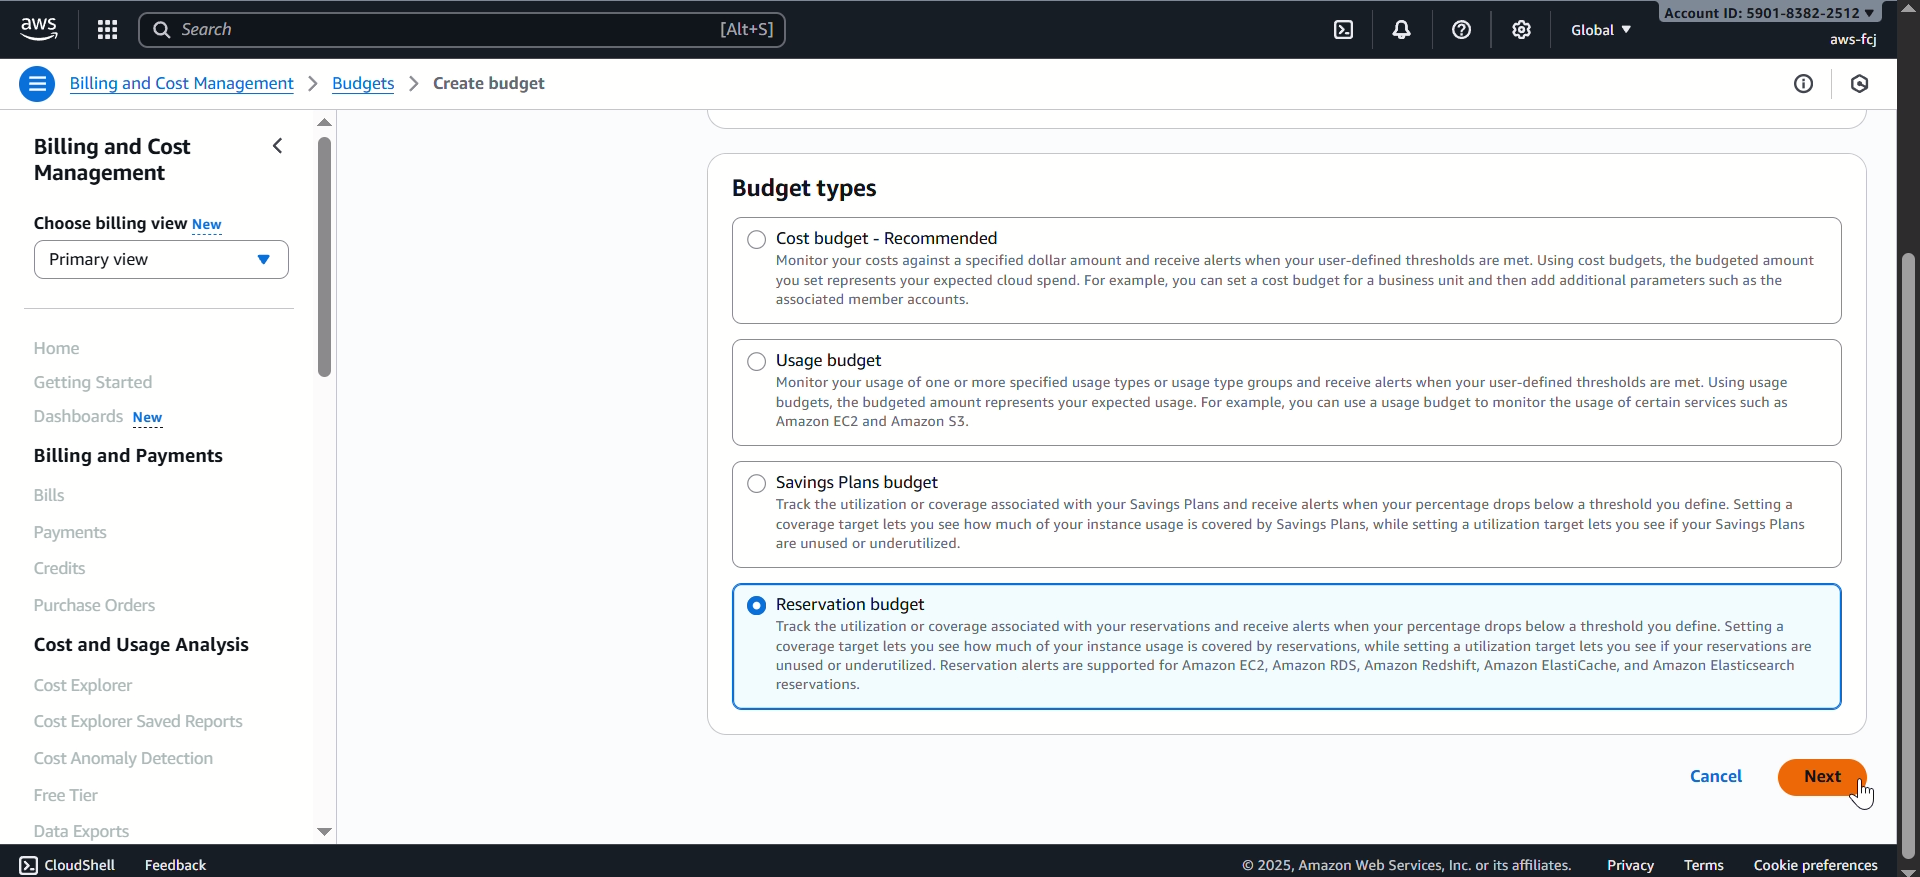 aws
Search
[Alt+S]
Global
Account ID: 5901-8382-2512
aws-fcj
Billing and Cost Management
Budgets
Create budget
Billing and Cost
Management
Choose billing view New
Primary view
Home
Getting Started
Dashboards New
Billing and Payments
Bills
Payments
Credits
Purchase Orders
Cost and Usage Analysis
Cost Explorer
Cost Explorer Saved Reports
Cost Anomaly Detection
Free Tier
Data Exports
Budget types
Cost budget - Recommended
Monitor your costs against a specified dollar amount and receive alerts when your user-defined thresholds are met. Using cost budgets, the budgeted amount
you set represents your expected cloud spend. For example, you can set a cost budget for a business unit and then add additional parameters such as the
associated member accounts.
Usage budget
Monitor your usage of one or more specified usage types or usage type groups and receive alerts when your user-defined thresholds are met. Using usage
budgets, the budgeted amount represents your expected usage. For example, you can use a usage budget to monitor the usage of certain services such as
Amazon EC2 and Amazon S3.
Savings Plans budget
Track the utilization or coverage associated with your Savings Plans and receive alerts when your percentage drops below a threshold you define. Setting a
coverage target lets you see how much of your instance usage is covered by Savings Plans, while setting a utilization target lets you see if your Savings Plans
are unused or underutilized.
Reservation budget
Track the utilization or coverage associated with your reservations and receive alerts when your percentage drops below a threshold you define. Setting a
coverage target lets you see how much of your instance usage is covered by reservations, while setting a utilization target lets you see if your reservations are
unused or underutilized. Reservation alerts are supported for Amazon EC2, Amazon RDS, Amazon Redshift, Amazon ElastiCache, and Amazon Elasticsearch
reservations.
Cancel
Next
CloudShell
Feedback
© 2025, Amazon Web Services, Inc. or its affiliates.
Privacy
Terms
Cookie preferences